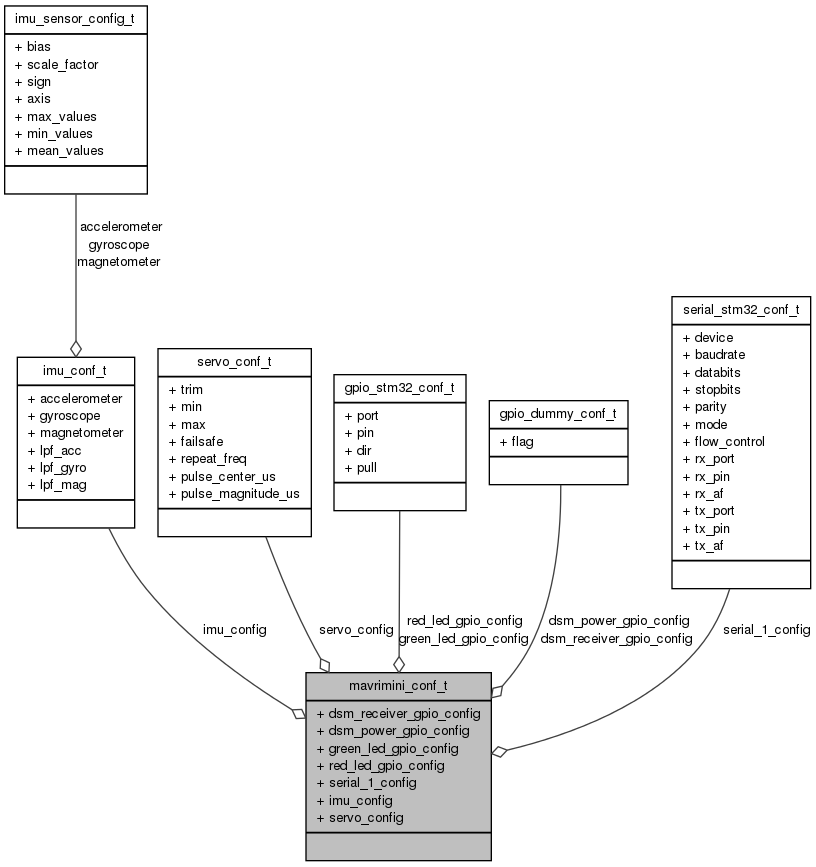 imu_sensor_config_t
+ bias
+ scale_factor
+ sign
+ axis
+ max_values
+ min_values
+ mean_values
accelerometer
gyroscope
magnetometer
imu_conf_t
+ accelerometer
+ gyroscope
+ magnetometer
+ lpf_acc
+ lpf_gyro
+ lpf_mag
servo_conf_t
+ trim
+ min
+ max
+ failsafe
+ repeat_freq
+ pulse_center_us
+ pulse_magnitude_us
gpio_stm32_conf_t
+ port
+ pin
+ dir
+ pull
gpio_dummy_conf_t
+ flag
serial_stm32_conf_t
+ device
+ baudrate
+ databits
+ stopbits
+ parity
+ mode
+ flow_control
+ rx_port
+ rx_pin
+ rx_af
+ tx_port
+ tx_pin
+ tx_af
imu_config
servo_config
red_led_gpio_config
green_led_gpio_config
dsm_power_gpio_config
dsm_receiver_gpio_config
serial_1_config
mavrimini_conf_t
+ dsm_receiver_gpio_config
+ dsm_power_gpio_config
+ green_led_gpio_config
+ red_led_gpio_config
+ serial_1_config
+ imu_config
+ servo_config